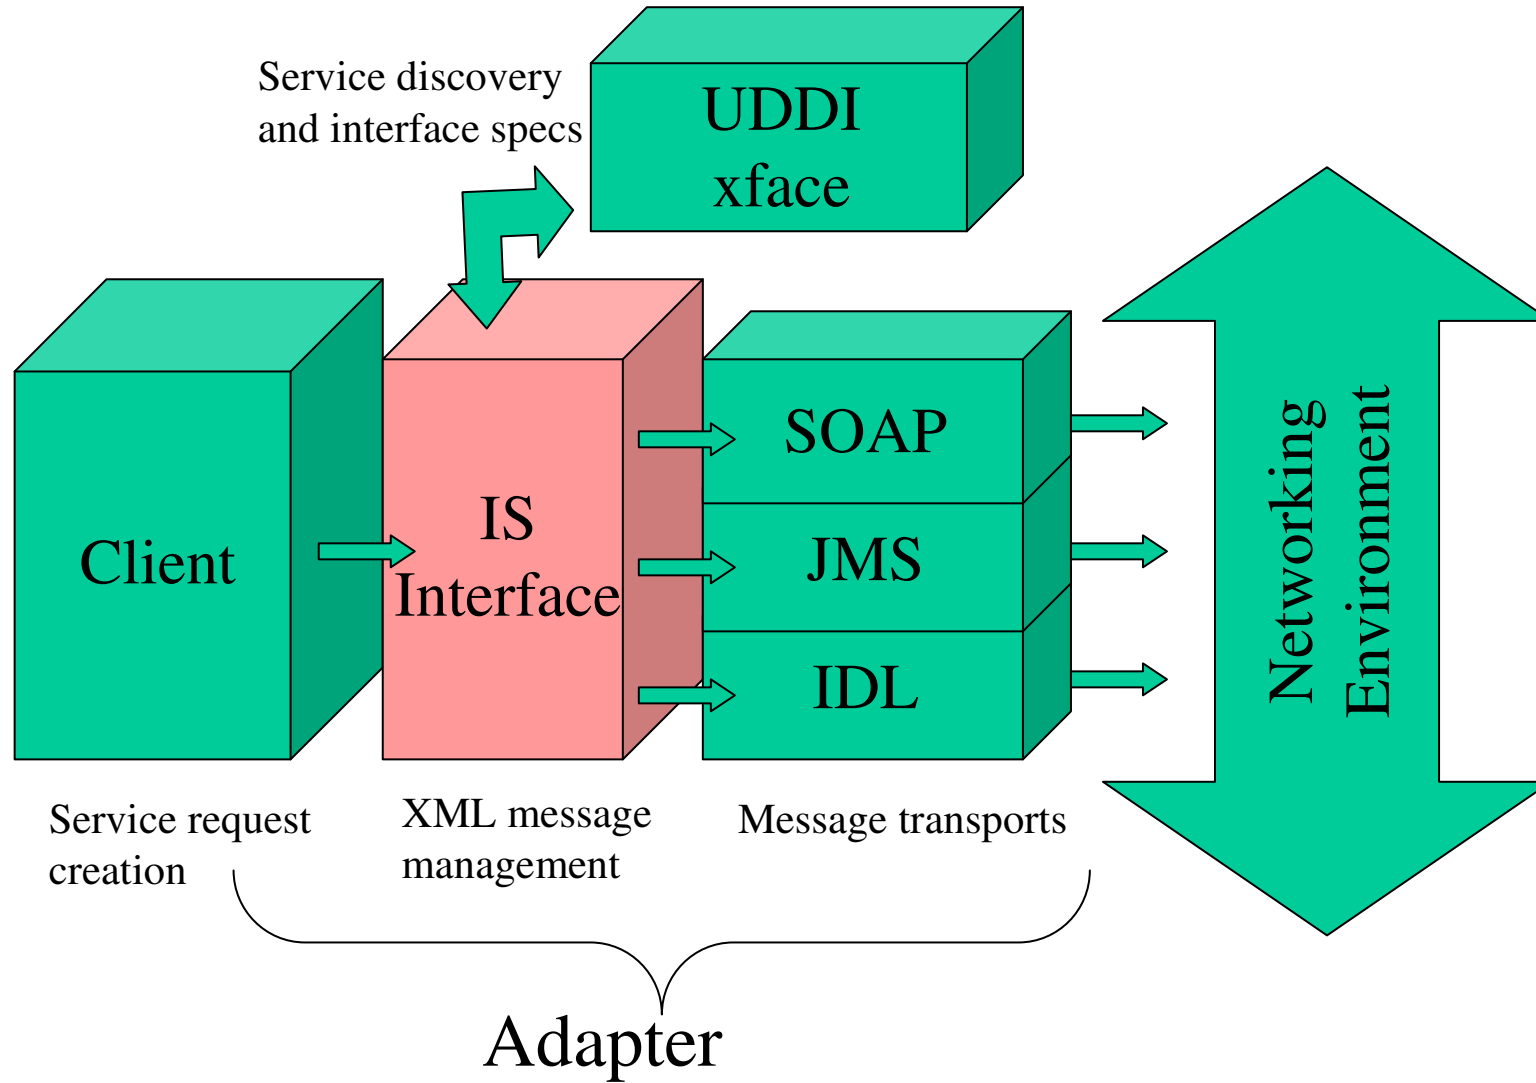 Service discovery
and interface specs
UDDI
xface
Client
IS
Interface
SOAP
JMS
IDL
Networking
Environment
Service request
creation
XML message
management
Message transports
Adapter